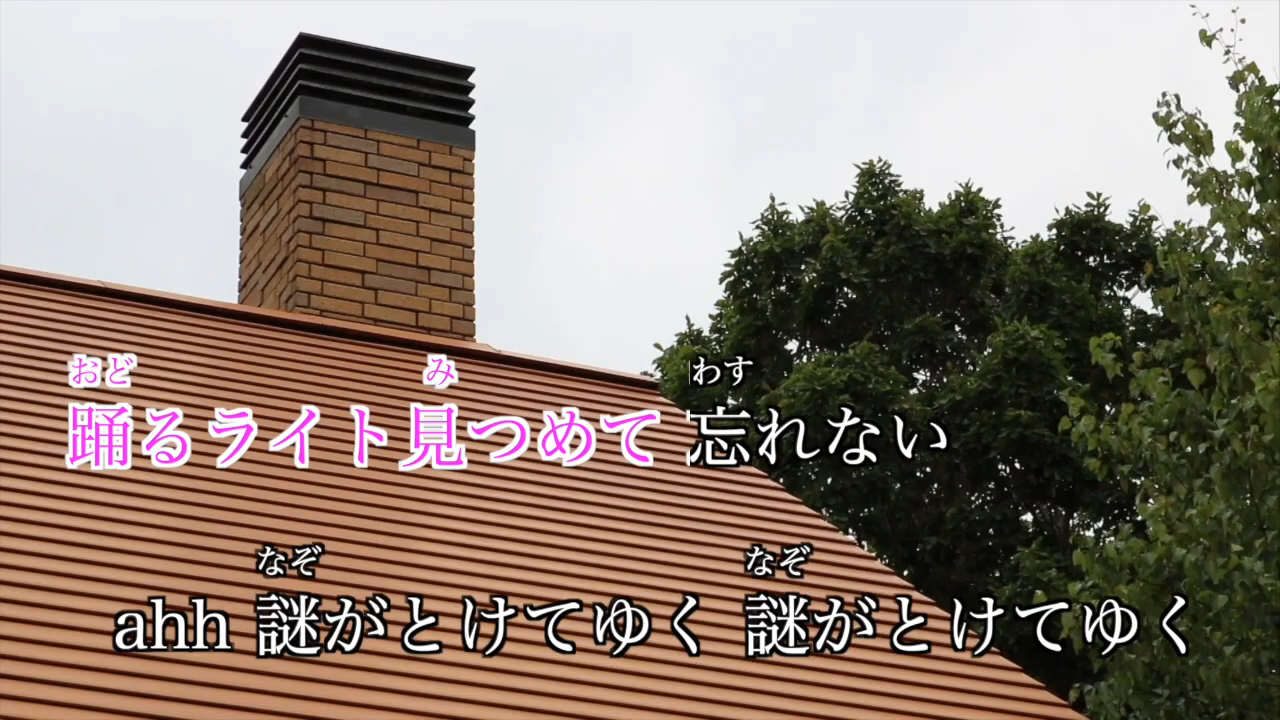 おど み わす
踊るライト見つめて 忘れない
なぞ なぞ
ahh 謎がとけてゆく 謎がとけてゆく